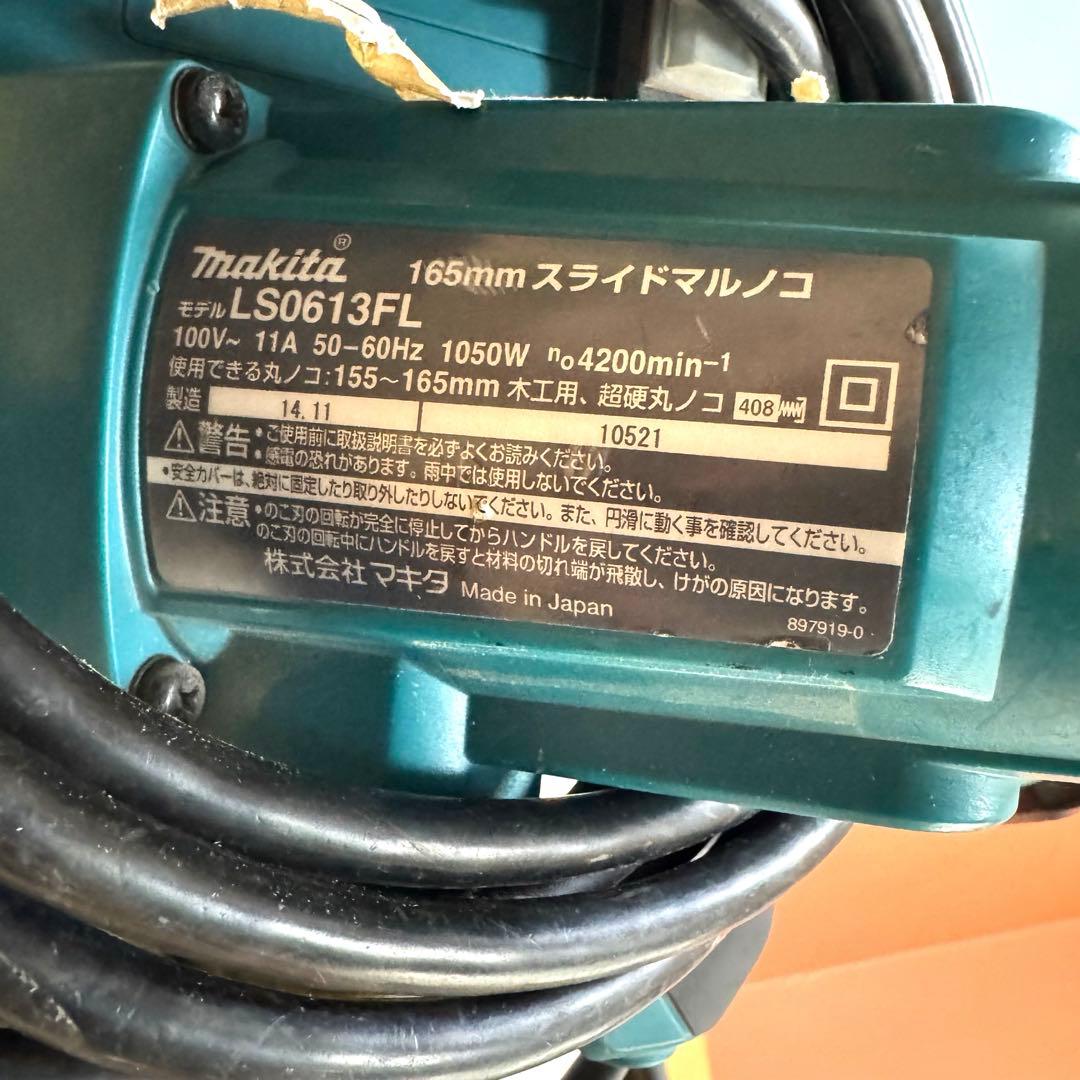 makita® 165mm スライドマルノコ
モデル LS0613FL
100V~ 11A 50-60Hz 1050W n₀4200min⁻¹
使用できる丸ノコ:155~165mm 木工用、超硬丸ノコ 408
製造 14.11 10521
⚠警告・ご使用前に取扱説明書を必ずよくお読みください。
・感電の恐れがあります。雨中では使用しないでください。
・安全カバーは、絶対に固定したり取り外したりしないでください。また、円滑に動く事を確認してください。
⚠注意・のこ刃の回転が完全に停止してからハンドルを戻してください。
のこ刃の回転中にハンドルを戻すと材料の切れ端が飛散し、けがの原因になります。
株式会社マキタ Made in Japan
897919-0